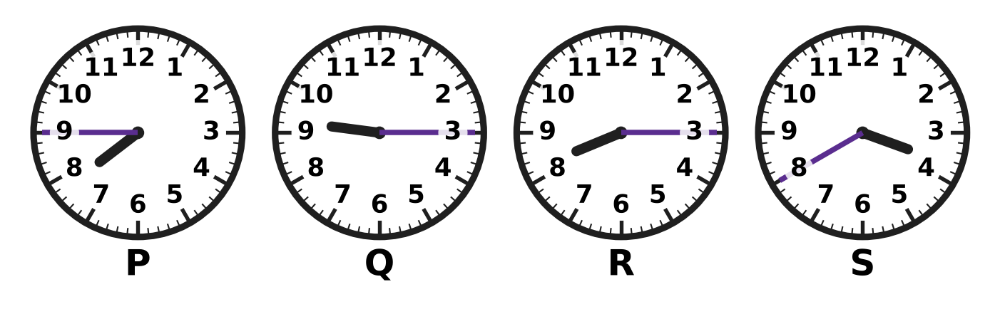 12 12 12 12
11 1 11 1 11 1 11 1
10 2 10 2 10 2 10 2
9 3 9 3 9 3 9 3
8 4 8 4 8 4 8 4
7 5 7 5 7 5 7 5
6 6 6 6
P Q R S